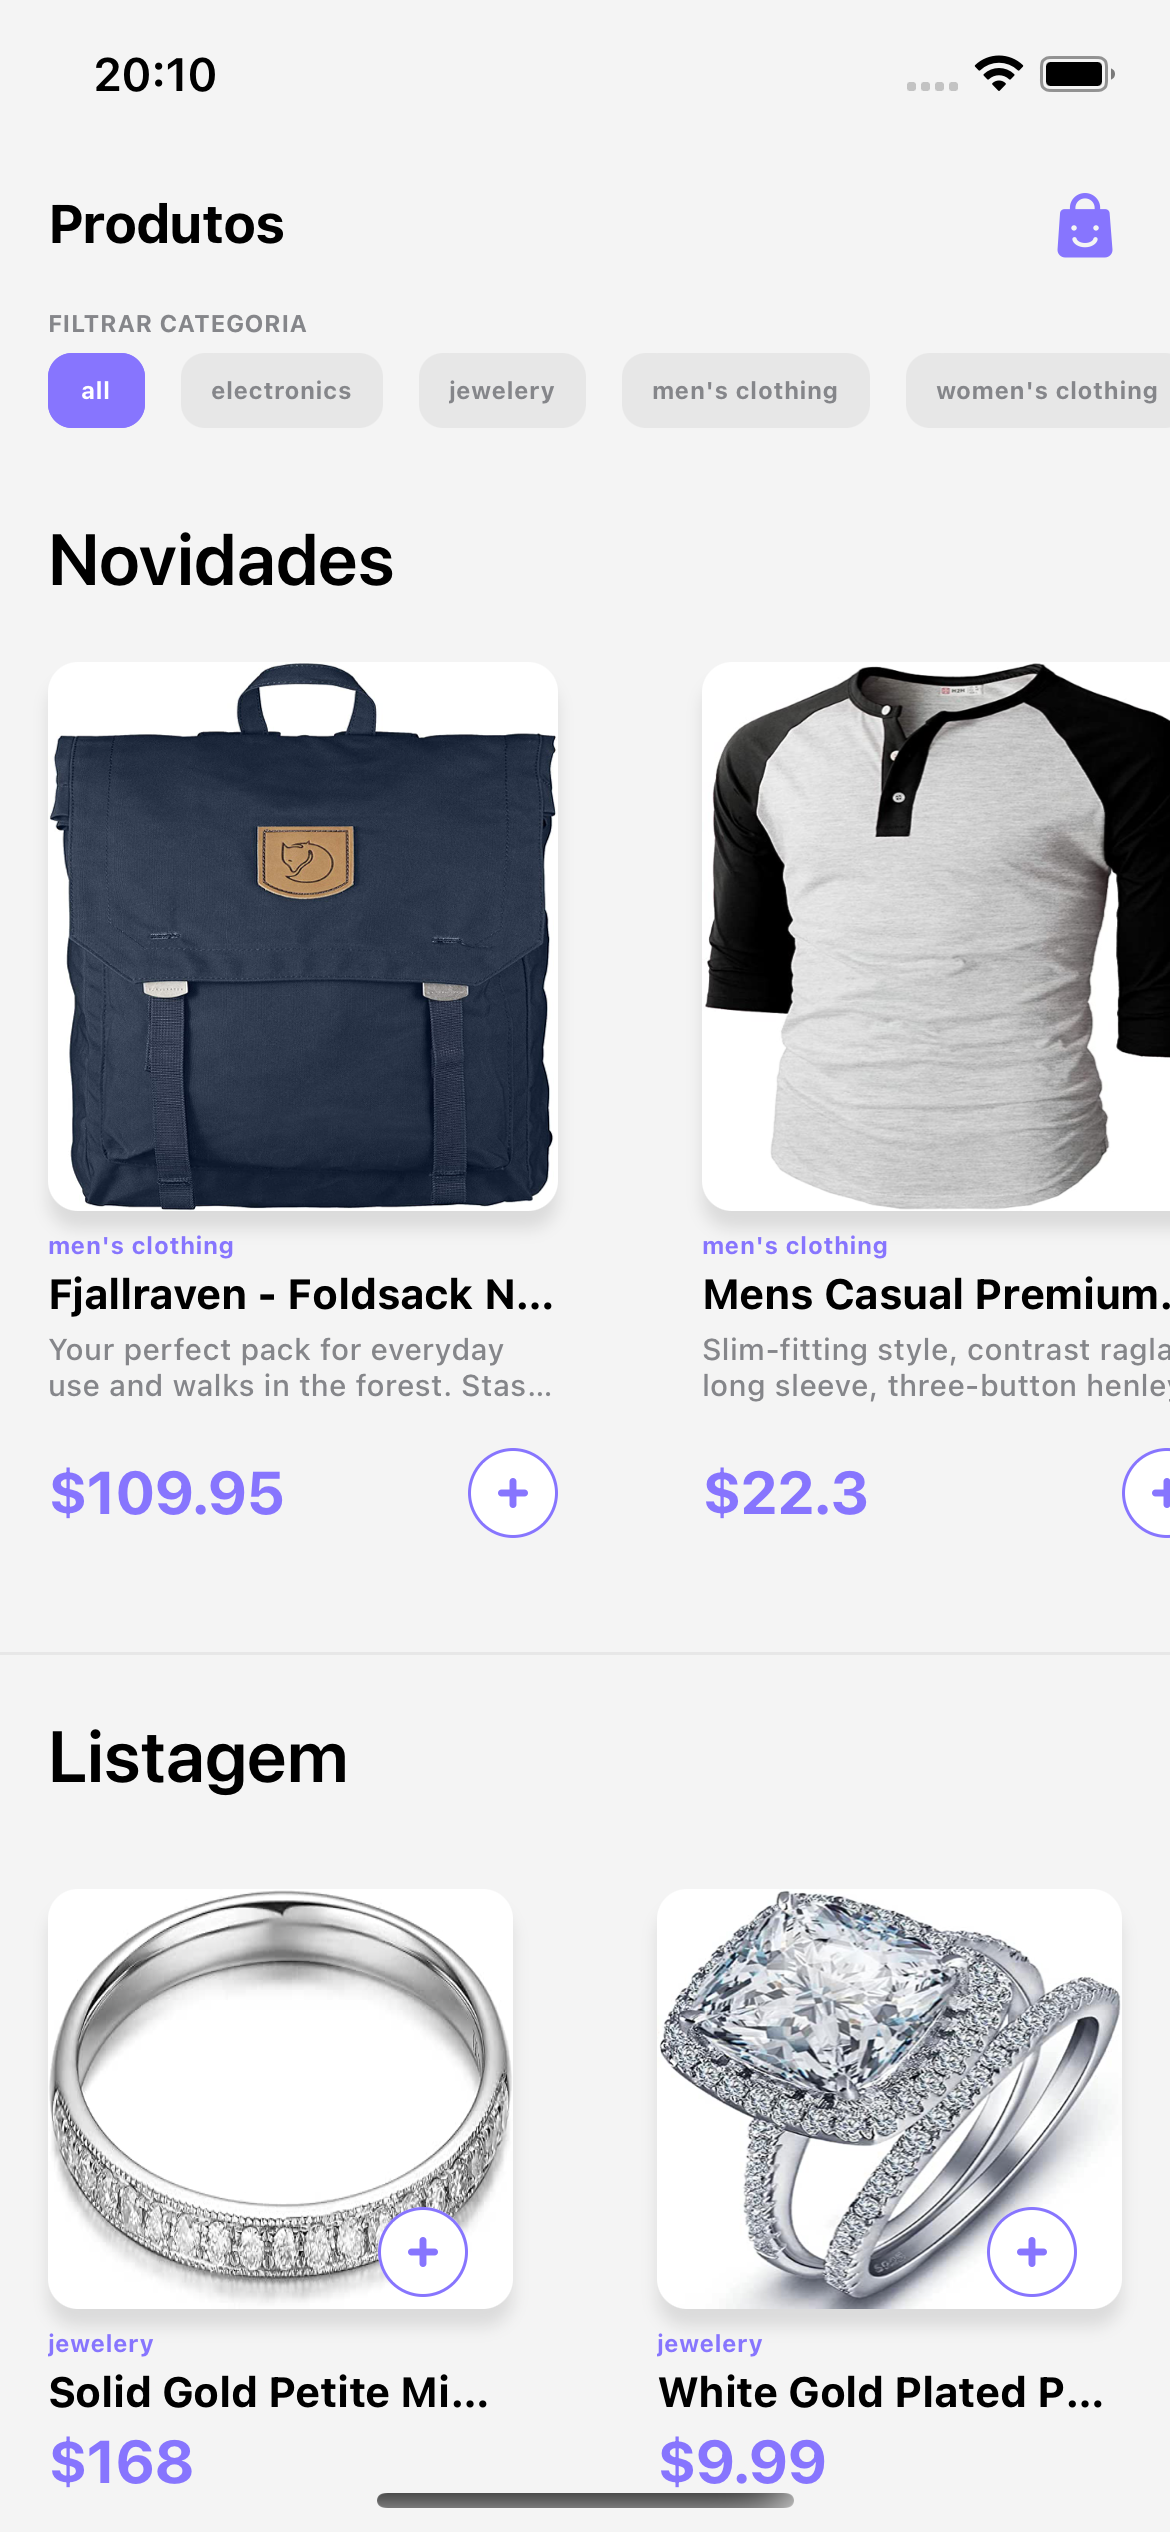 20:10
Produtos
FILTRAR CATEGORIA
all
electronics
jewelery
men's clothing
women's clothing
Novidades
men's clothing
Fjallraven - Foldsack N...
Your perfect pack for everyday
use and walks in the forest. Stas...
$109.95
men's clothing
Mens Casual Premium.
Slim-fitting style, contrast ragla
long sleeve, three-button henley
$22.3
Listagem
jewelery
Solid Gold Petite Mi...
$168
jewelery
White Gold Plated P...
$9.99